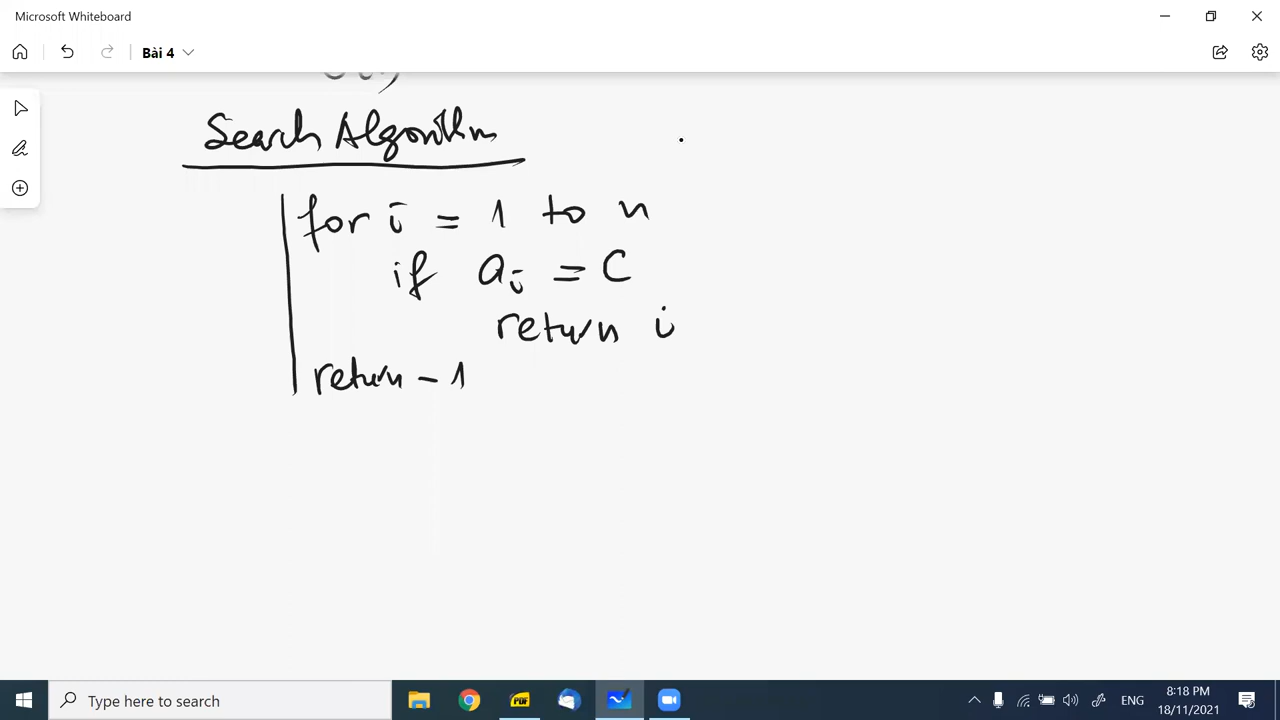 Microsoft Whiteboard
Bài 4
Search Algorithm
for i = 1 to n
if aᵢ = C
return i
return -1
Type here to search
PDF
ENG
8:18 PM
18/11/2021